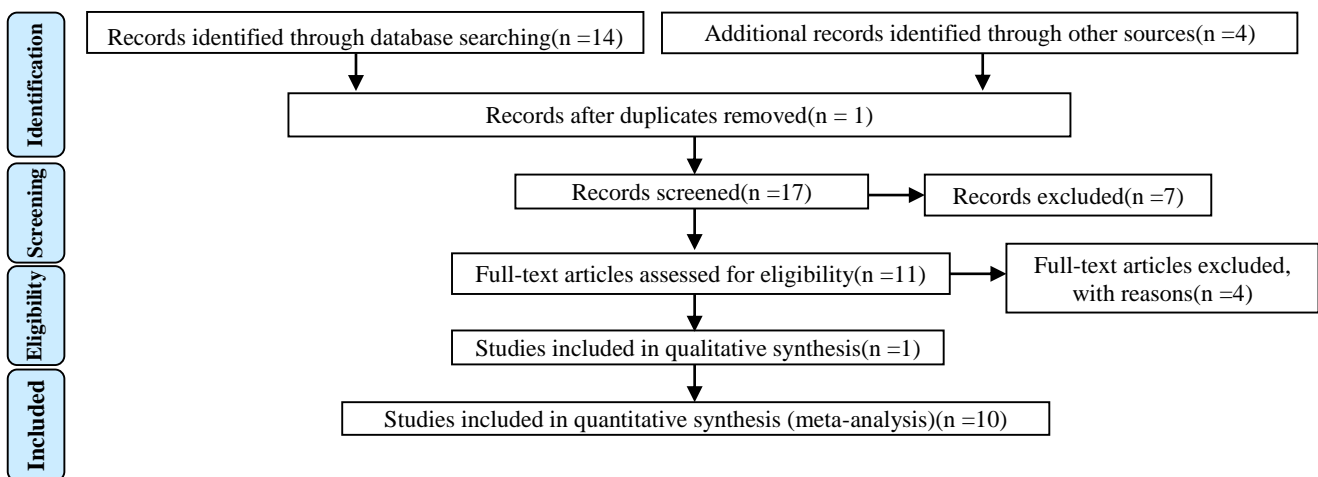 Identification
Records identified through database searching(n =14)
Additional records identified through other sources(n =4)
Records after duplicates removed(n = 1)
Screening
Records screened(n =17)
Records excluded(n =7)
Eligibility
Full-text articles assessed for eligibility(n =11)
Full-text articles excluded,
with reasons(n =4)
Studies included in qualitative synthesis(n =1)
Included
Studies included in quantitative synthesis (meta-analysis)(n =10)